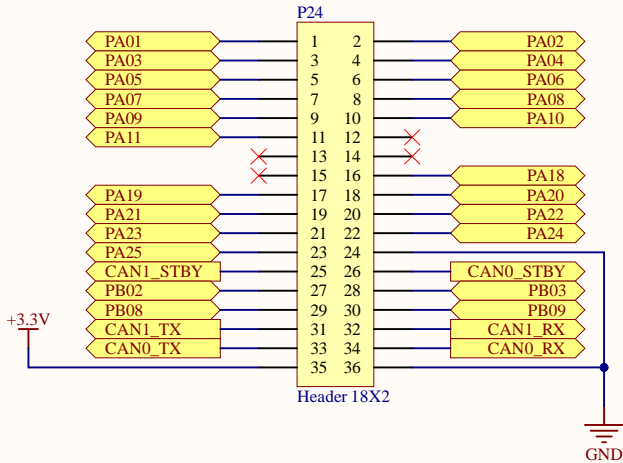 P24
PA01 1 2 PA02
PA03 3 4 PA04
PA05 5 6 PA06
PA07 7 8 PA08
PA09 9 10 PA10
PA11 11 12
13 14
15 16 PA18
PA19 17 18 PA20
PA21 19 20 PA22
PA23 21 22 PA24
PA25 23 24
CAN1_STBY 25 26 CAN0_STBY
PB02 27 28 PB03
PB08 29 30 PB09
+3.3V
CAN1_TX 31 32 CAN1_RX
CAN0_TX 33 34 CAN0_RX
35 36
Header 18X2
GND